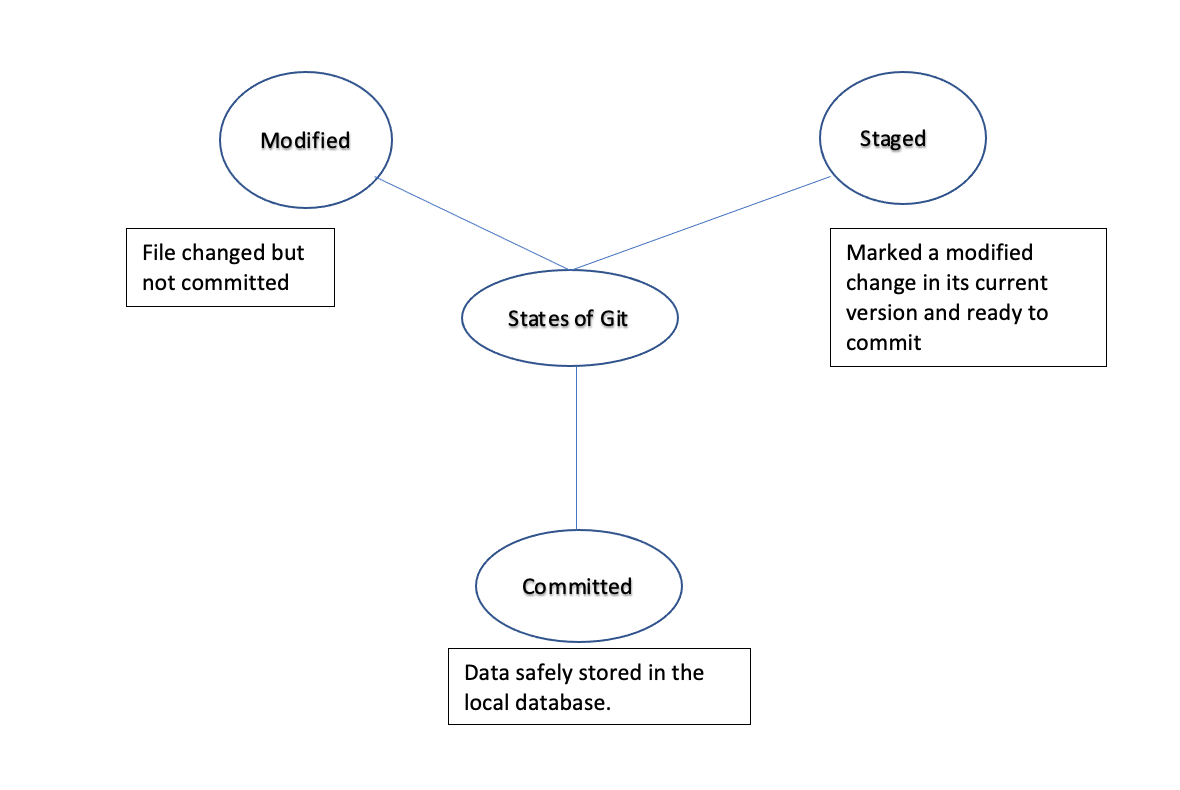 Modified
Staged
File changed but
not committed
Marked a modified
change in its current
version and ready to
commit
States of Git
Committed
Data safely stored in the
local database.